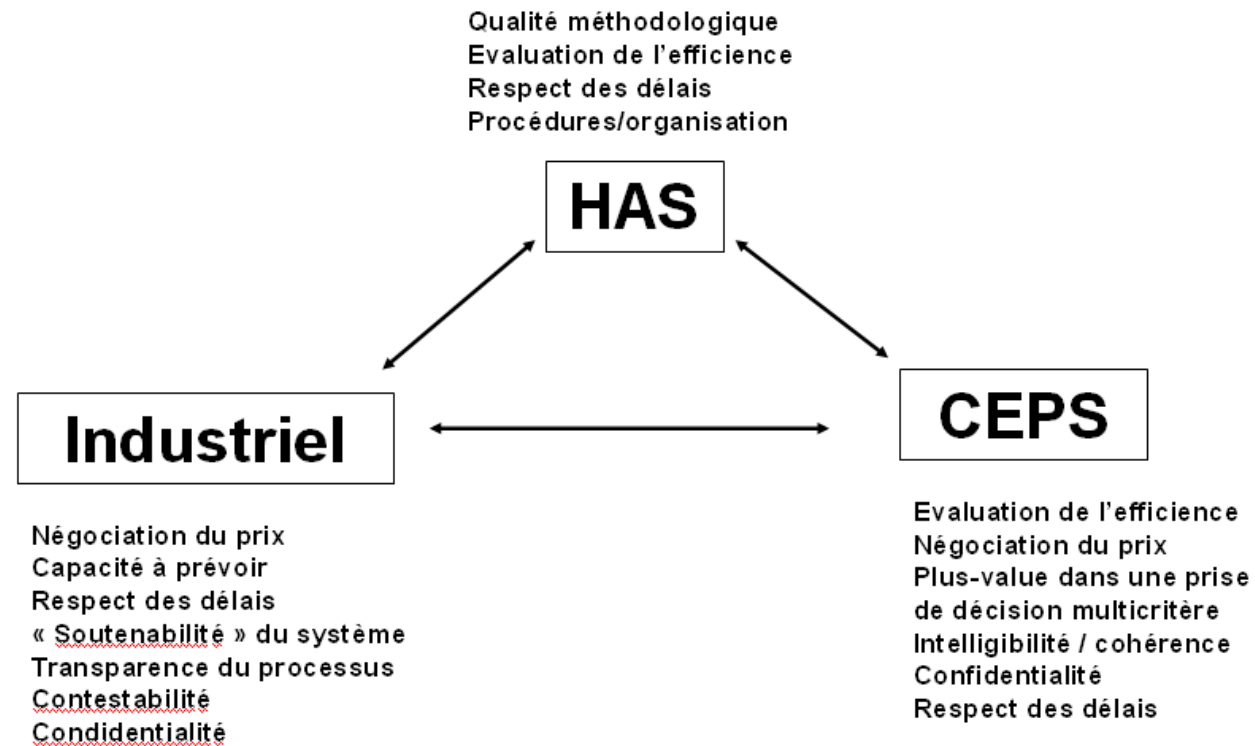 Qualité méthodologique
Evaluation de l'efficience
Respect des délais
Procédures/organisation
HAS
Industriel
CEPS
Négociation du prix
Capacité à prévoir
Respect des délais
« Soutenabilité » du système
Transparence du processus
Contestabilité
Condidentialité
Evaluation de l'efficience
Négociation du prix
Plus-value dans une prise
de décision multicritère
Intelligibilité / cohérence
Confidentialité
Respect des délais